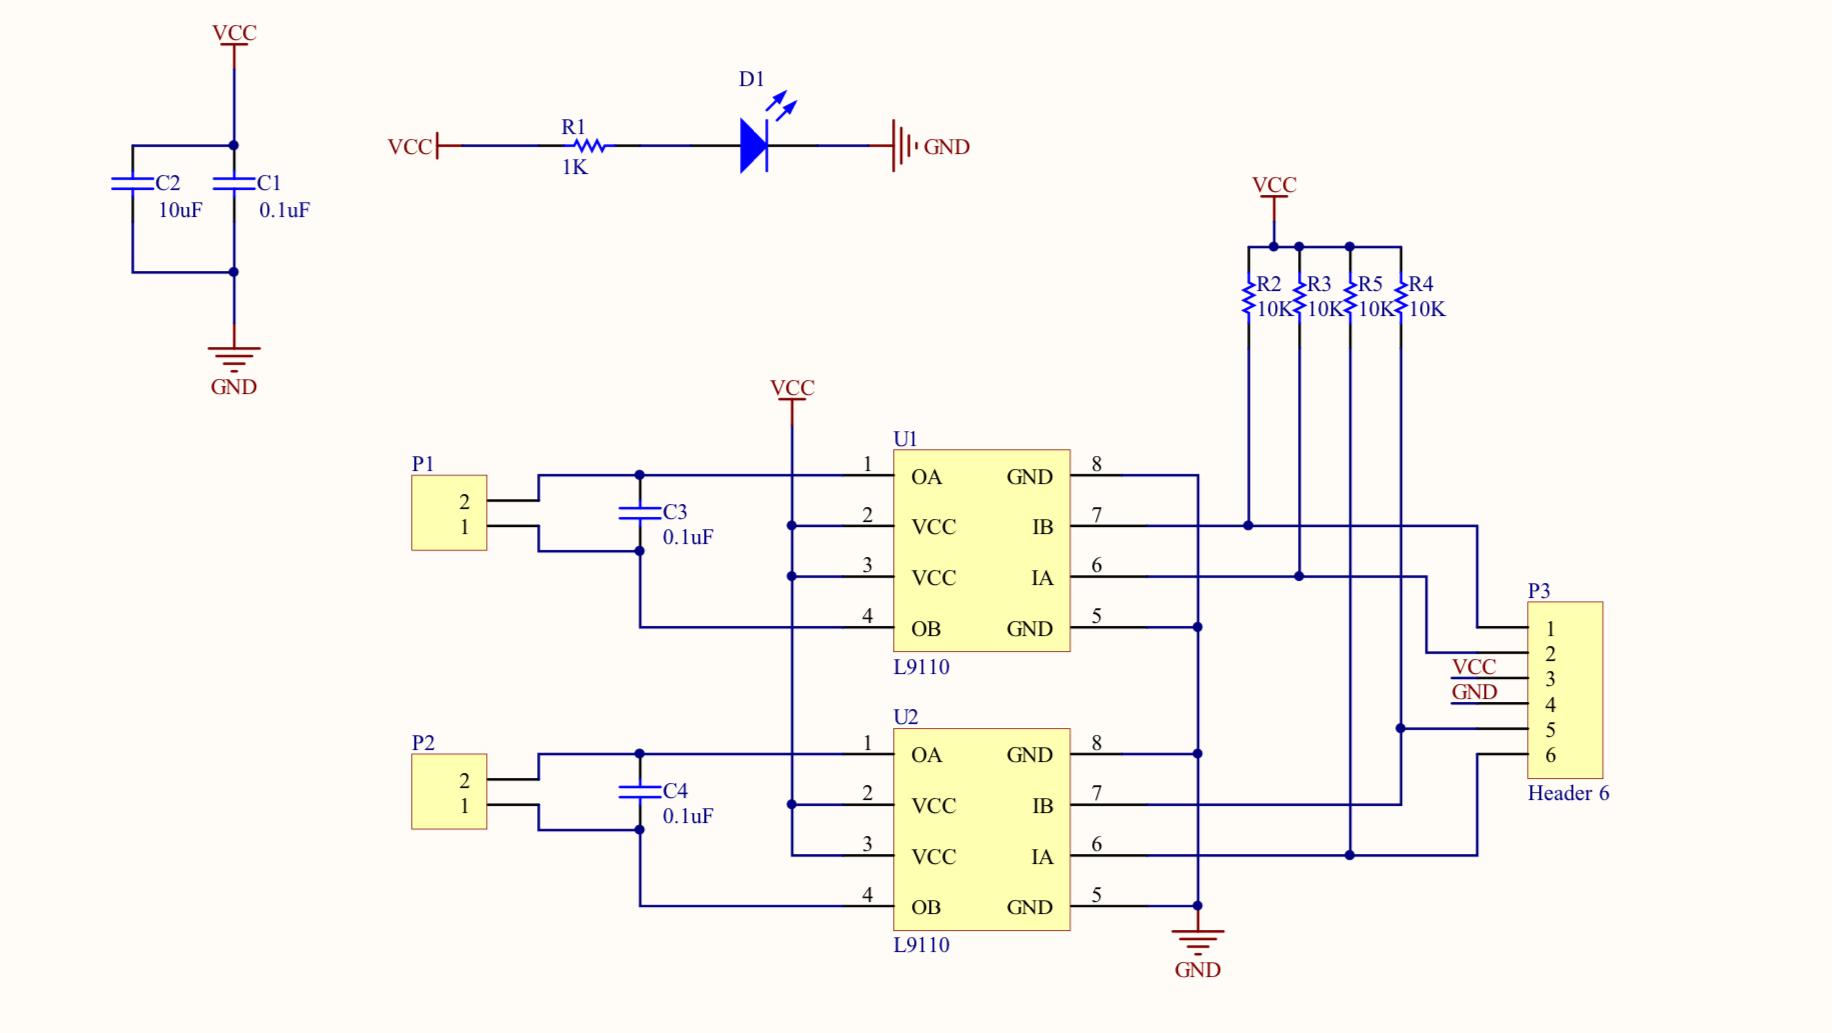 VCC
C2
10uF
C1
0.1uF
GND
VCC
R1
1K
D1
GND
VCC
R2
10K
R3
10K
R5
10K
R4
10K
VCC
P1
2
1
C3
0.1uF
U1
1 OA GND 8
2 VCC IB 7
3 VCC IA 6
4 OB GND 5
L9110
P2
2
1
C4
0.1uF
U2
1 OA GND 8
2 VCC IB 7
3 VCC IA 6
4 OB GND 5
L9110
GND
P3
1
2
VCC 3
GND 4
5
6
Header 6